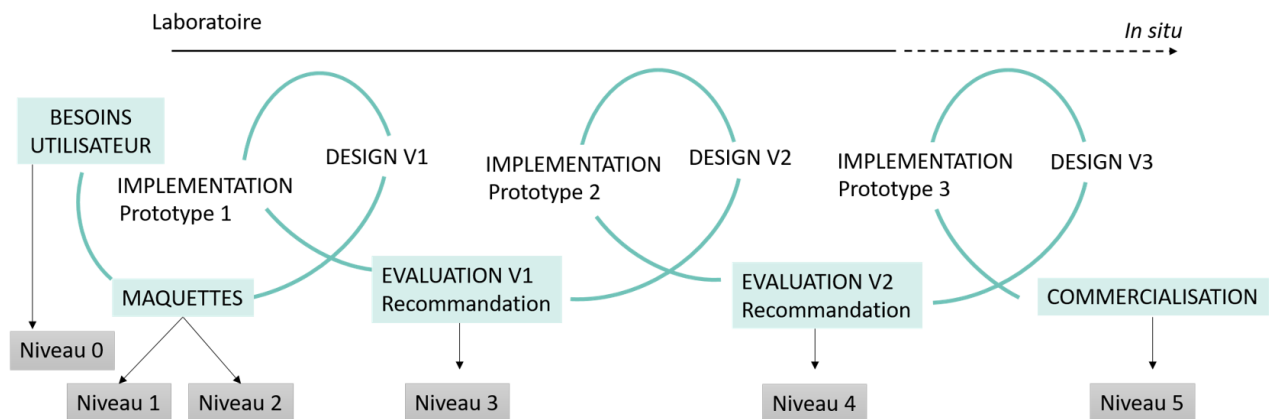 Laboratoire
In situ
BESOINS
UTILISATEUR
IMPLEMENTATION
Prototype 1
DESIGN V1
IMPLEMENTATION
Prototype 2
DESIGN V2
IMPLEMENTATION
Prototype 3
DESIGN V3
MAQUETTES
EVALUATION V1
Recommandation
EVALUATION V2
Recommandation
COMMERCIALISATION
Niveau 0
Niveau 1
Niveau 2
Niveau 3
Niveau 4
Niveau 5